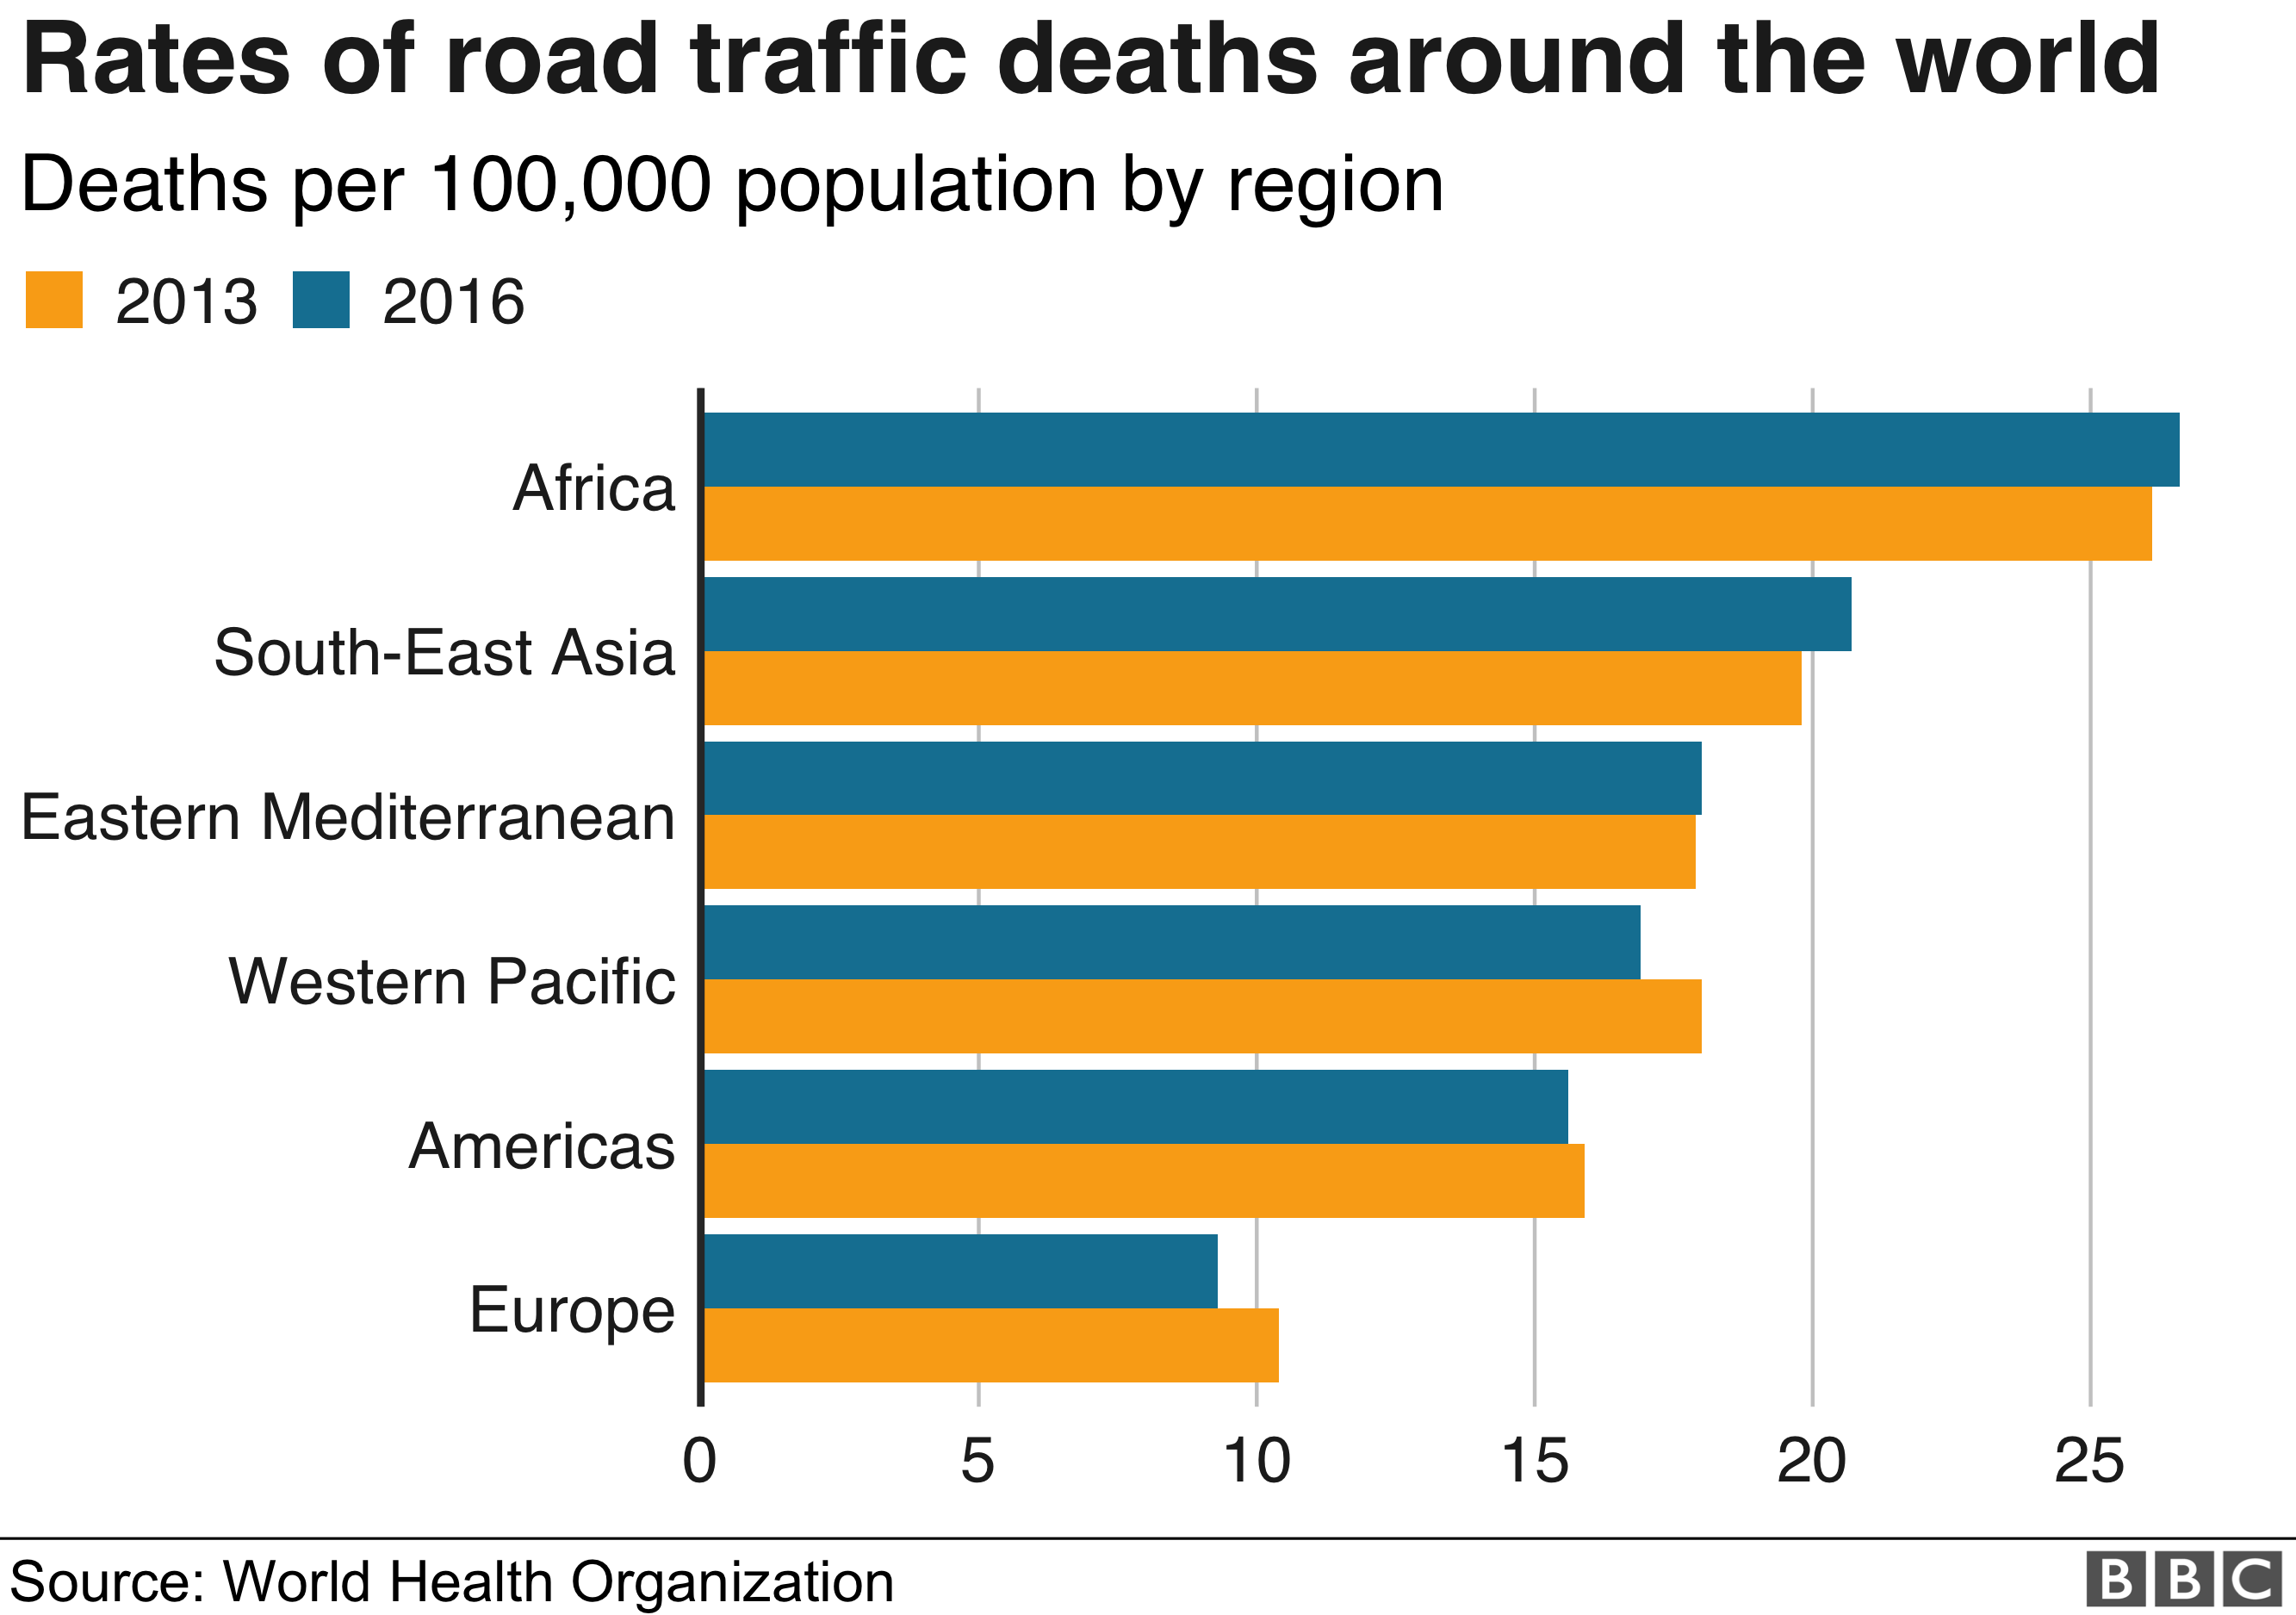 Rates of road traffic deaths around the world
Deaths per 100,000 population by region
2013 2016
Africa
South-East Asia
Eastern Mediterranean
Western Pacific
Americas
Europe
0 5 10 15 20 25
Source: World Health Organization
BBC